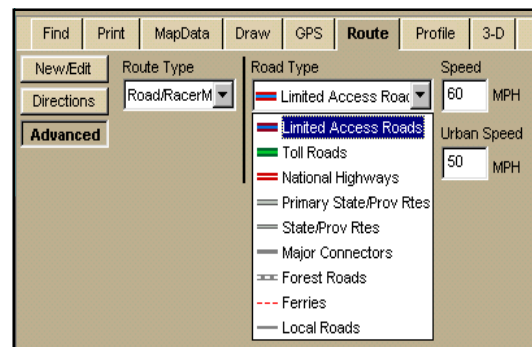 Find Print MapData Draw GPS Route Profile 3-D
New/Edit Route Type Road Type Speed
Road/RacerM Limited Access Road 60 MPH
Directions
Advanced Limited Access Roads Urban Speed
Toll Roads 50 MPH
National Highways
Primary State/Prov Rtes
State/Prov Rtes
Major Connectors
Forest Roads
Ferries
Local Roads